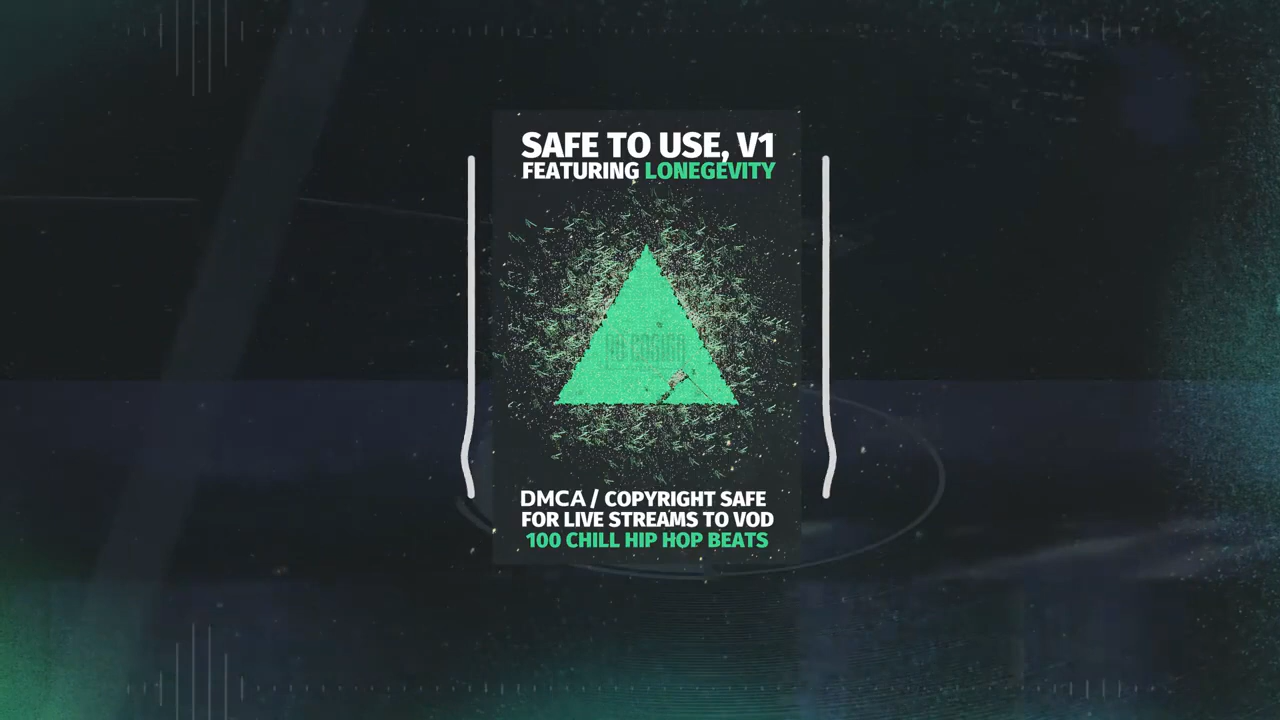 SAFE TO USE, V1
FEATURING LONEGEVITY
DMCA / COPYRIGHT SAFE
FOR LIVE STREAMS TO VOD
100 CHILL HIP HOP BEATS